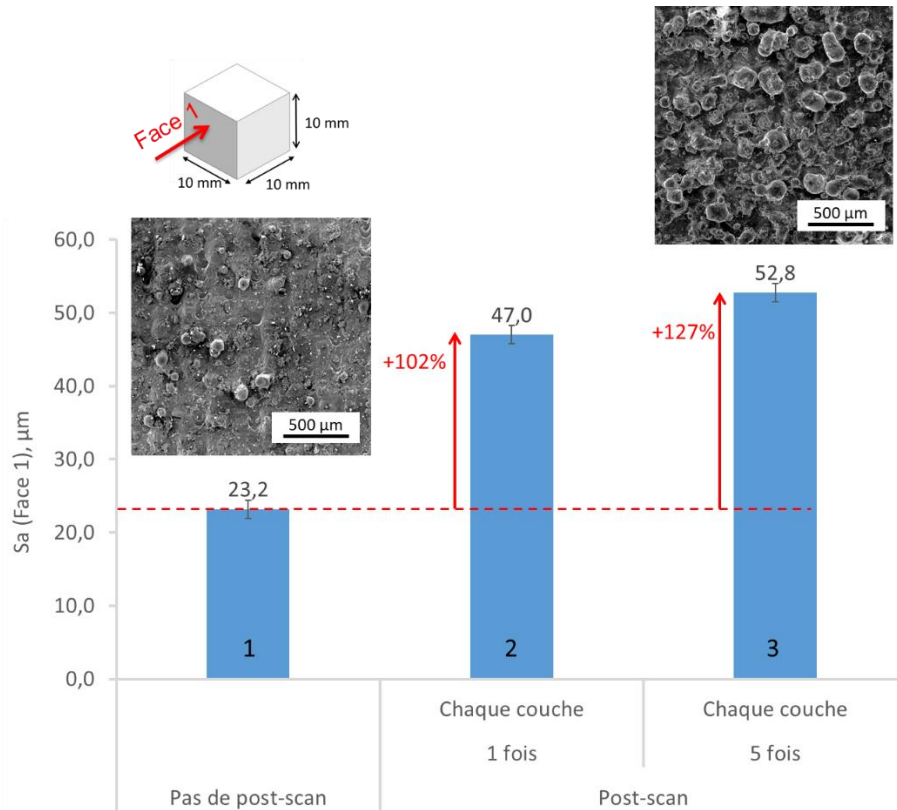 Face 1
10 mm
10 mm
10 mm
500 µm
500 µm
Sa (Face 1), µm
60,0
50,0
40,0
30,0
20,0
10,0
0,0
23,2
47,0
52,8
+102%
+127%
1
2
3
Chaque couche
1 fois
Chaque couche
5 fois
Pas de post-scan
Post-scan